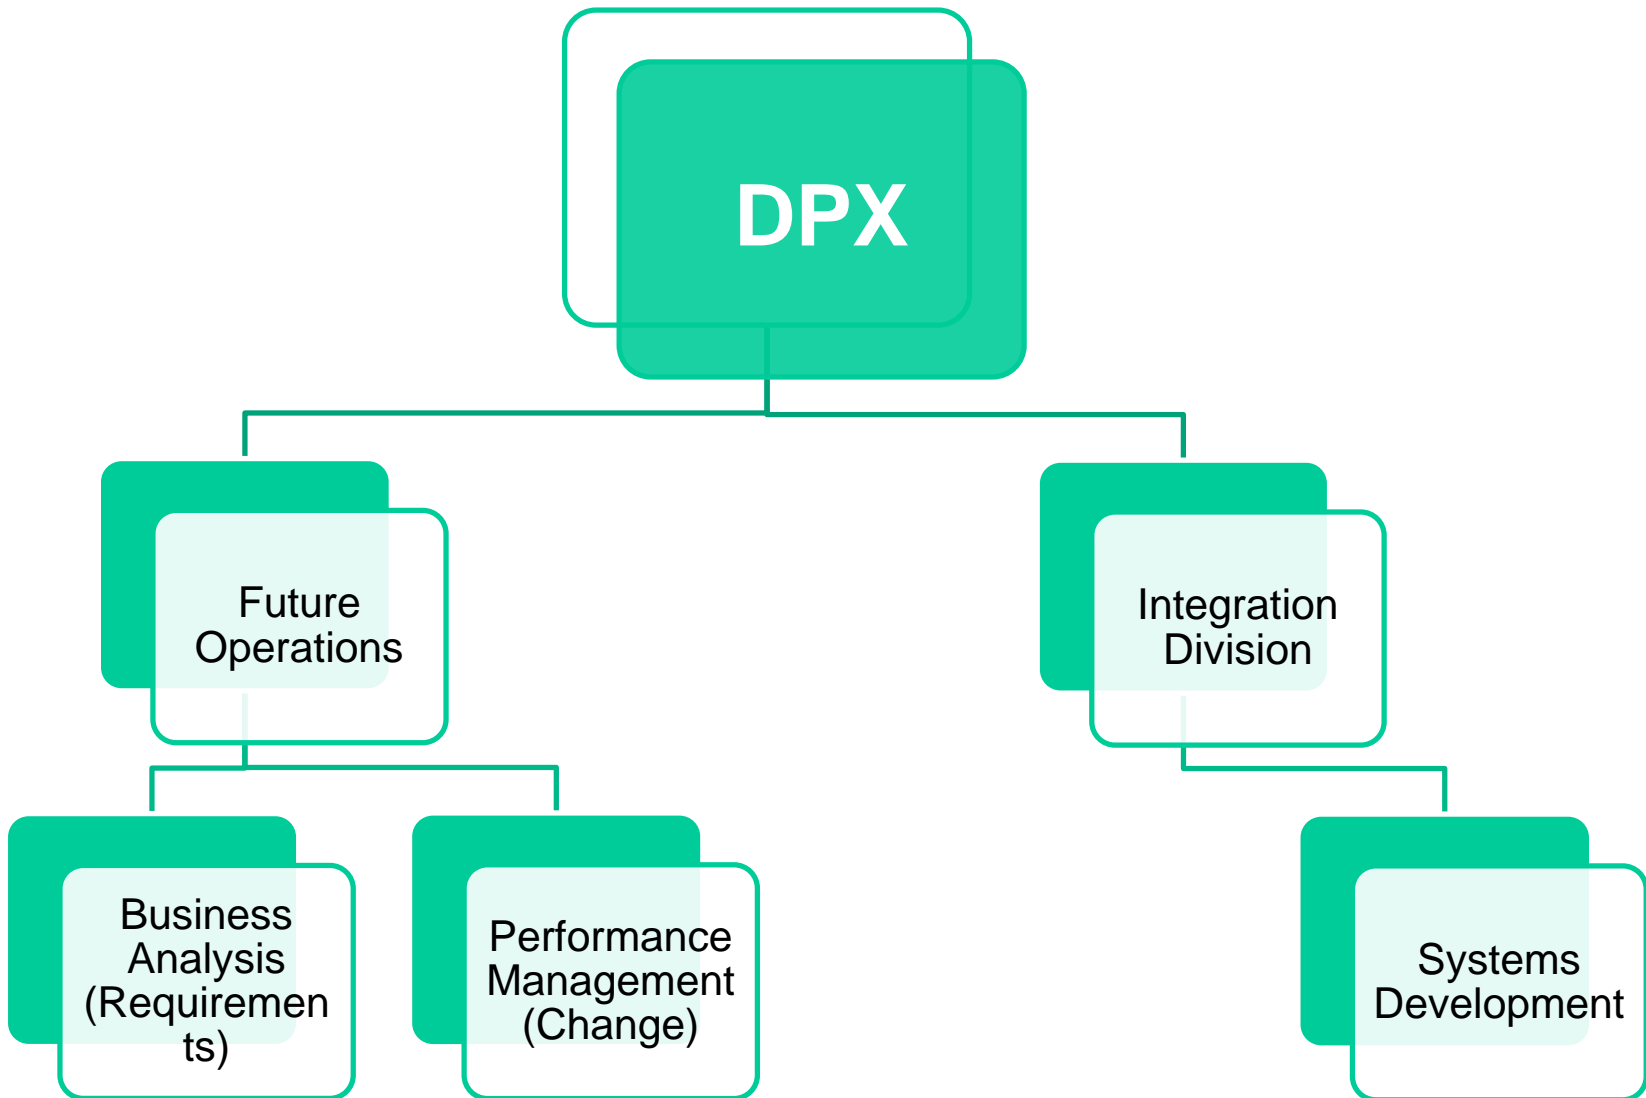 DPX
Future
Operations
Integration
Division
Business
Analysis
(Requiremen
ts)
Performance
Management
(Change)
Systems
Development